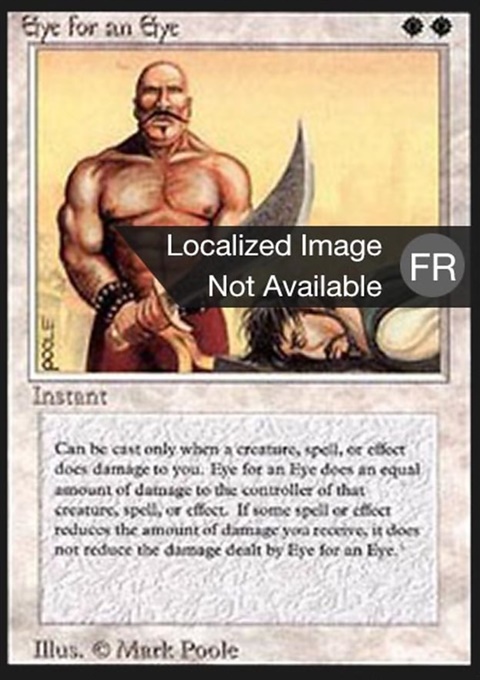 Eye for an Eye
Localized Image
Not Available
FR
POOLE
Instant
Can be cast only when a creature, spell, or effect
does damage to you. Eye for an Eye does an equal
amount of damage to the controller of that
creature, spell, or effect. If some spell or effect
reduces the amount of damage you receive, it does
not reduce the damage dealt by Eye for an Eye.
Illus. © Mark Poole